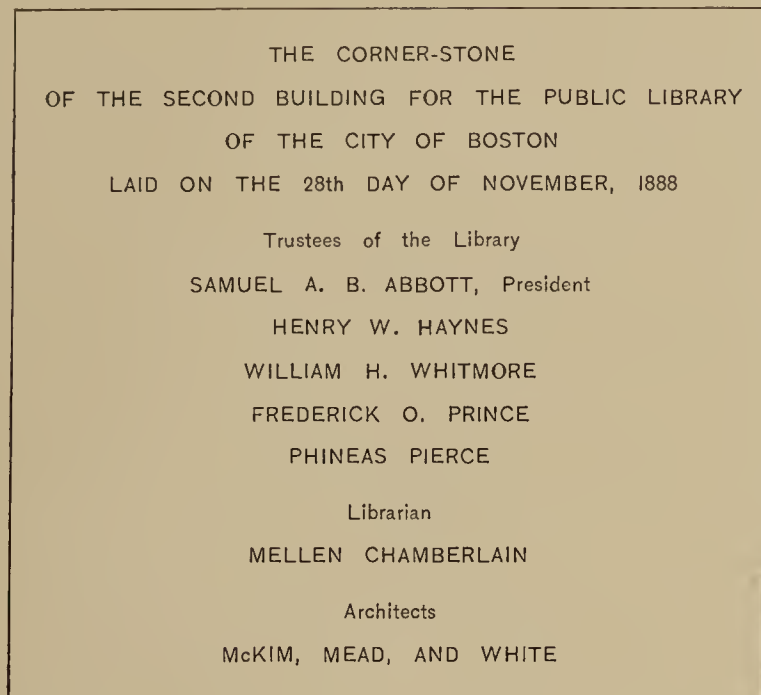 THE CORNER-STONE
OF THE SECOND BUILDING FOR THE PUBLIC LIBRARY
OF THE CITY OF BOSTON
LAID ON THE 28th DAY OF NOVEMBER, 1888
Trustees of the Library
SAMUEL A. B. ABBOTT, President
HENRY W. HAYNES
WILLIAM H. WHITMORE
FREDERICK O. PRINCE
PHINEAS PIERCE
Librarian
MELLEN CHAMBERLAIN
Architects
McKIM, MEAD, AND WHITE